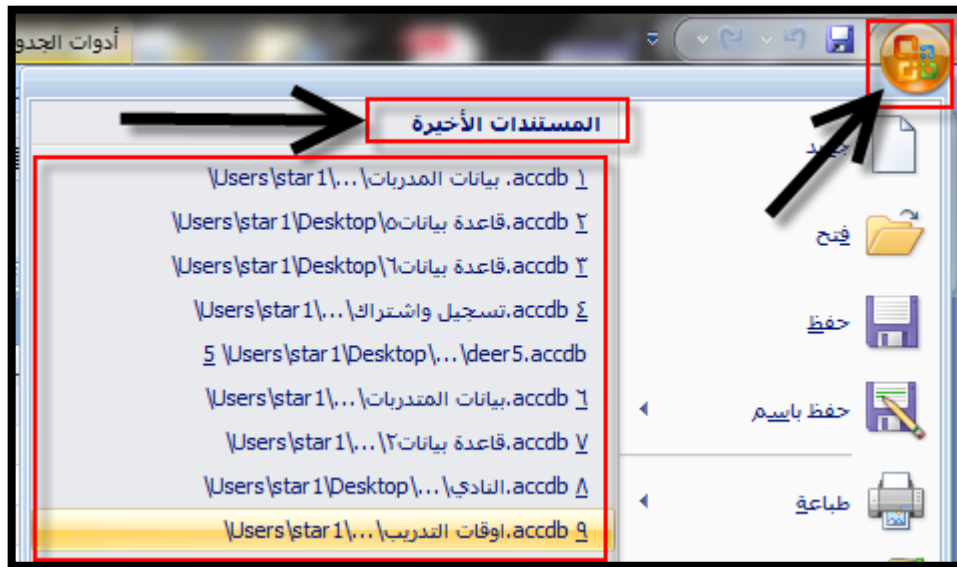 أدوات الجدو
المستندات الأخيرة
١ \Users\star1\...\بيانات المدربات.accdb
٢ \Users\star1\Desktop\قاعدة بيانات٥.accdb
٣ \Users\star1\Desktop\قاعدة بيانات٦.accdb
٤ \Users\star1\...\تسجيل واشتراك.accdb
5 \Users\star1\Desktop\...\deer5.accdb
٦ \Users\star1\...\بيانات المتدربات.accdb
٧ \Users\star1\...\قاعدة بيانات٢.accdb
٨ \Users\star1\Desktop\...\النادي.accdb
٩ \Users\star1\...\اوقات التدريب.accdb
جديد
فتح
حفظ
حفظ باسم
طباعة